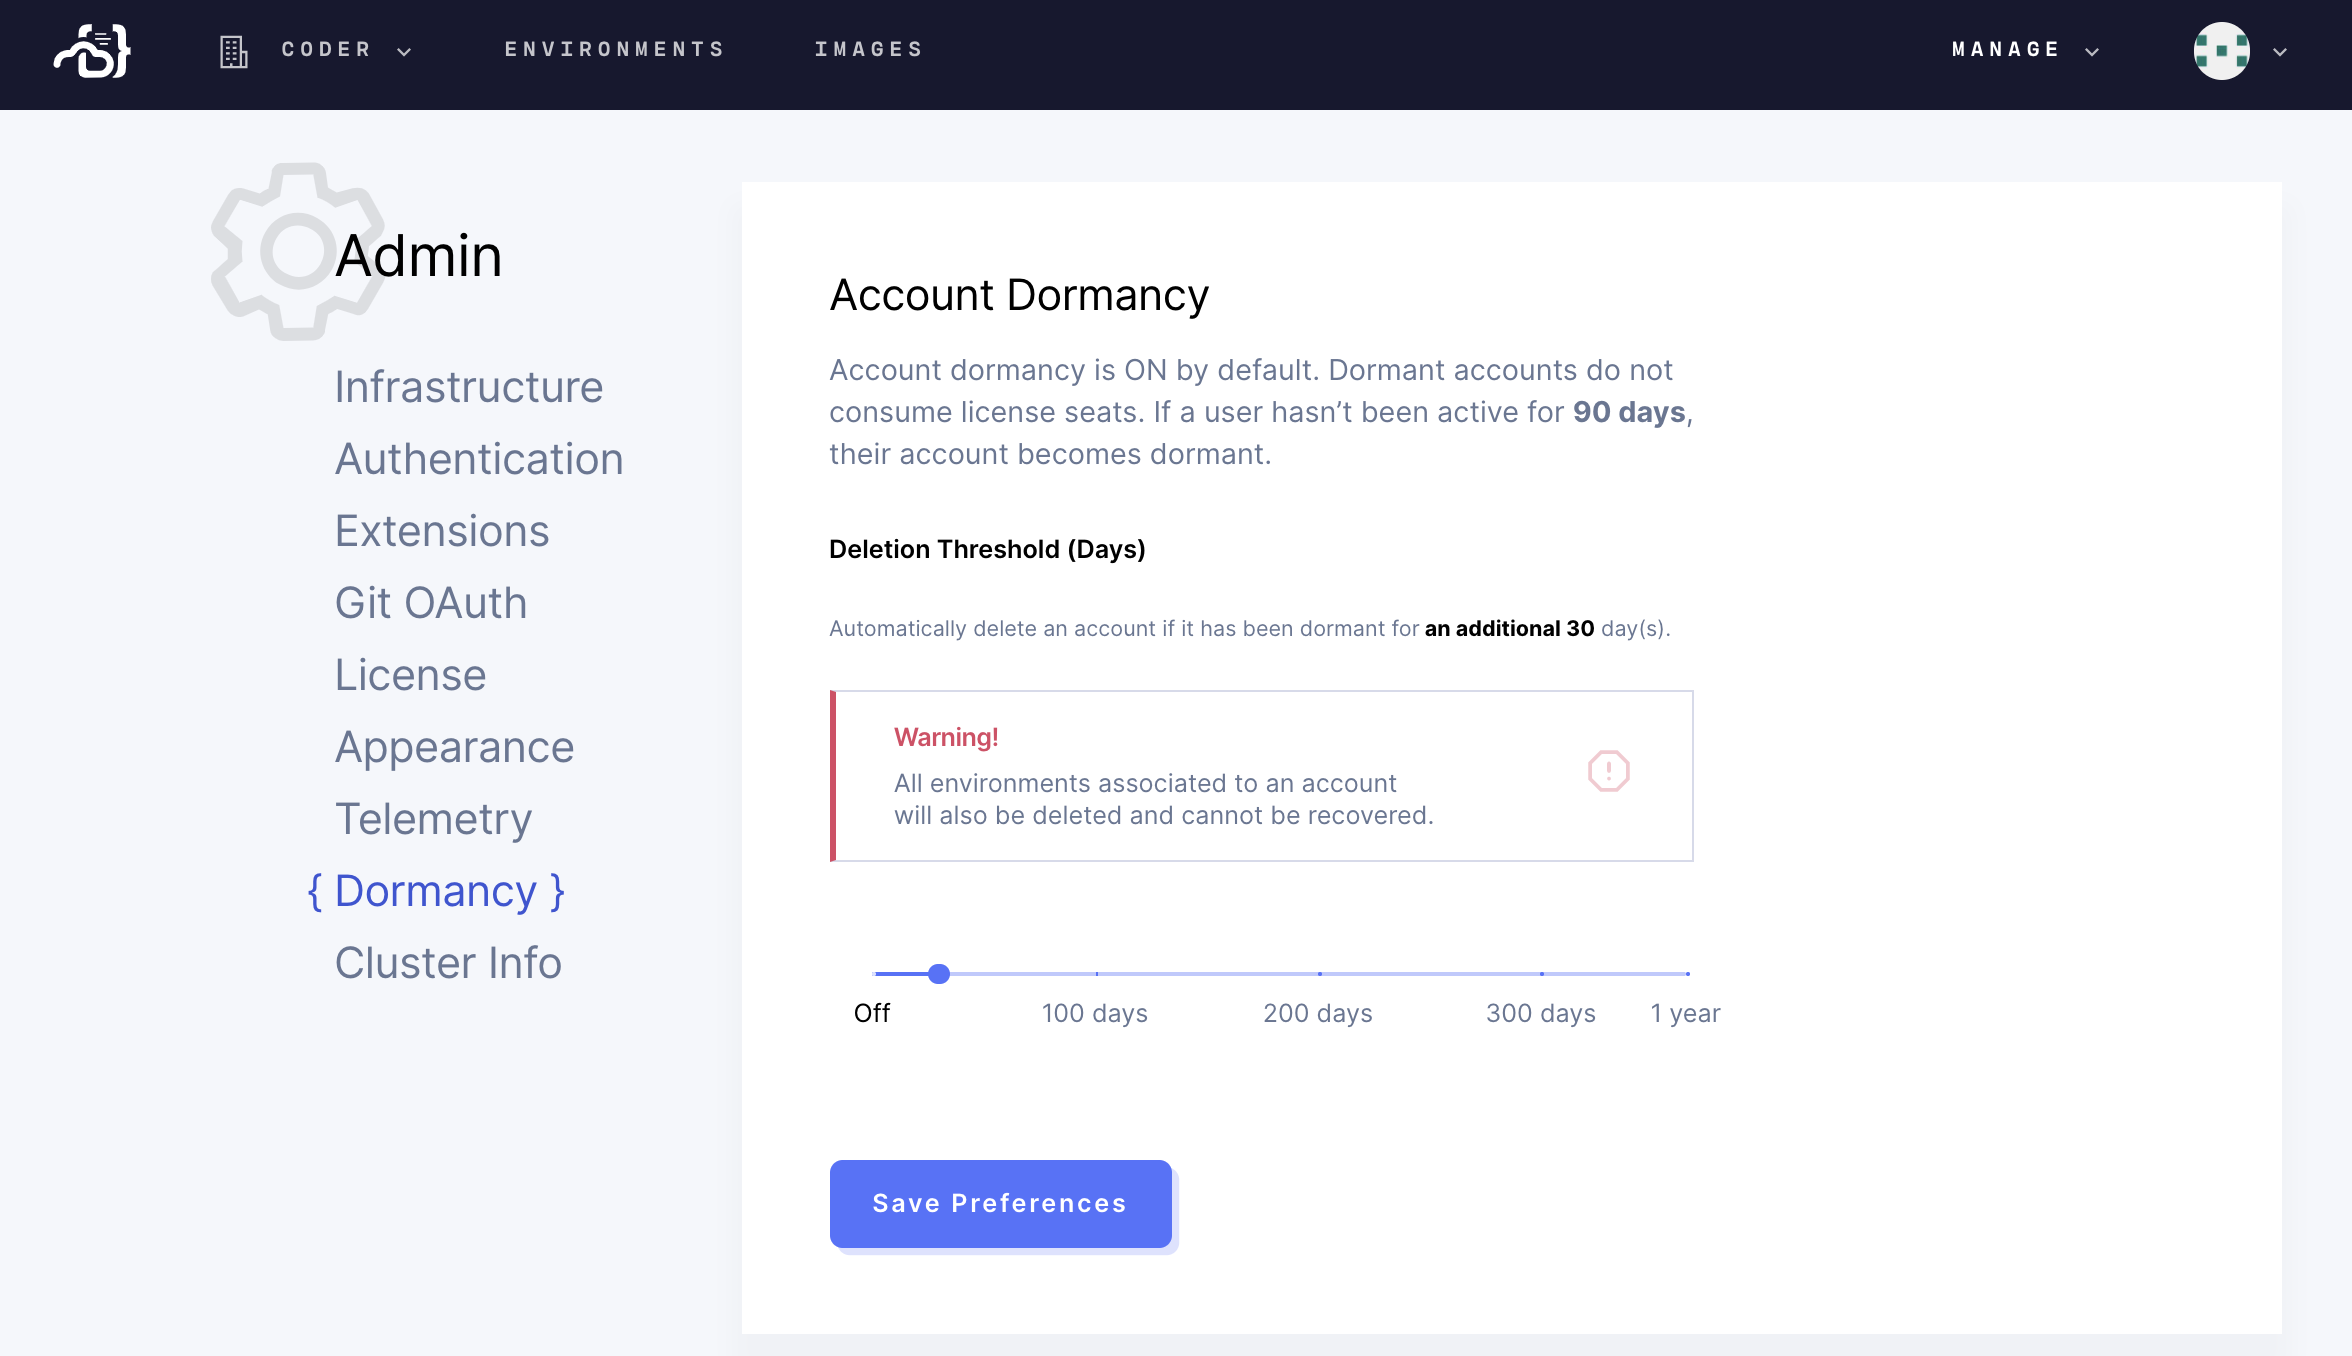 CODER
ENVIRONMENTS
IMAGES
MANAGE
Admin
Infrastructure
Authentication
Extensions
Git OAuth
License
Appearance
Telemetry
{ Dormancy }
Cluster Info
Account Dormancy
Account dormancy is ON by default. Dormant accounts do not
consume license seats. If a user hasn’t been active for 90 days,
their account becomes dormant.
Deletion Threshold (Days)
Automatically delete an account if it has been dormant for an additional 30 day(s).
Warning!
All environments associated to an account
will also be deleted and cannot be recovered.
Off 100 days 200 days 300 days 1 year
Save Preferences